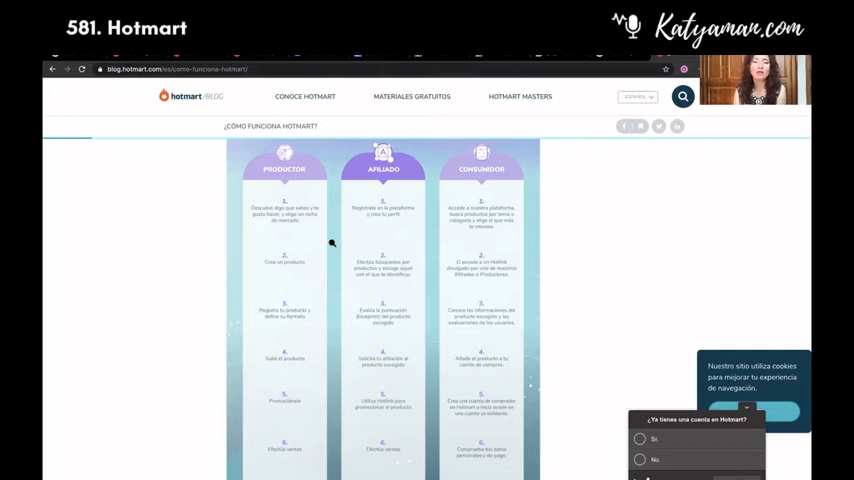 581. Hotmart
Katyaman.com
blog.hotmart.com/es/como-funciona-hotmart/
hotmart /BLOG
CONOCE HOTMART
MATERIALES GRATUITOS
HOTMART MASTERS
ESPAÑOL
¿CÓMO FUNCIONA HOTMART?
PRODUCTOR
1.
Descubre algo que sabes y te
gusta hacer, y elige un nicho
de mercado
2.
Crea un producto
3.
Registra tu producto y
define su formato
4.
Sube el producto
5.
Promociónalo
6.
Efectúa ventas
AFILIADO
1.
Regístrate en la plataforma
y crea tu perfil
2.
Efectúa búsquedas por
productos y escoge aquel
con el que te identificas
3.
Evalúa la puntuación
(blueprint) del producto
escogido
4.
Solicita tu afiliación al
producto escogido
5.
Utiliza Hotlink para
promocionar el producto
6.
Efectúa ventas
CONSUMIDOR
1.
Accede a nuestra plataforma,
busca productos por tema o
categoría y elige el que más
te interese.
2.
O accede a un Hotlink
divulgado por uno de nuestros
Afiliados o Productores.
3.
Conoce las informaciones del
producto escogido y las
evaluaciones de los usuarios.
4.
Añade el producto a tu
carrito de compras.
5.
Crea una cuenta de comprador
en Hotmart o inicia sesión en
una cuenta ya existente.
6.
Comprueba tus datos
personales y de pago.
Nuestro sitio utiliza cookies
para mejorar tu experiencia
de navegación.
¿Ya tienes una cuenta en Hotmart?
Sí.
No.